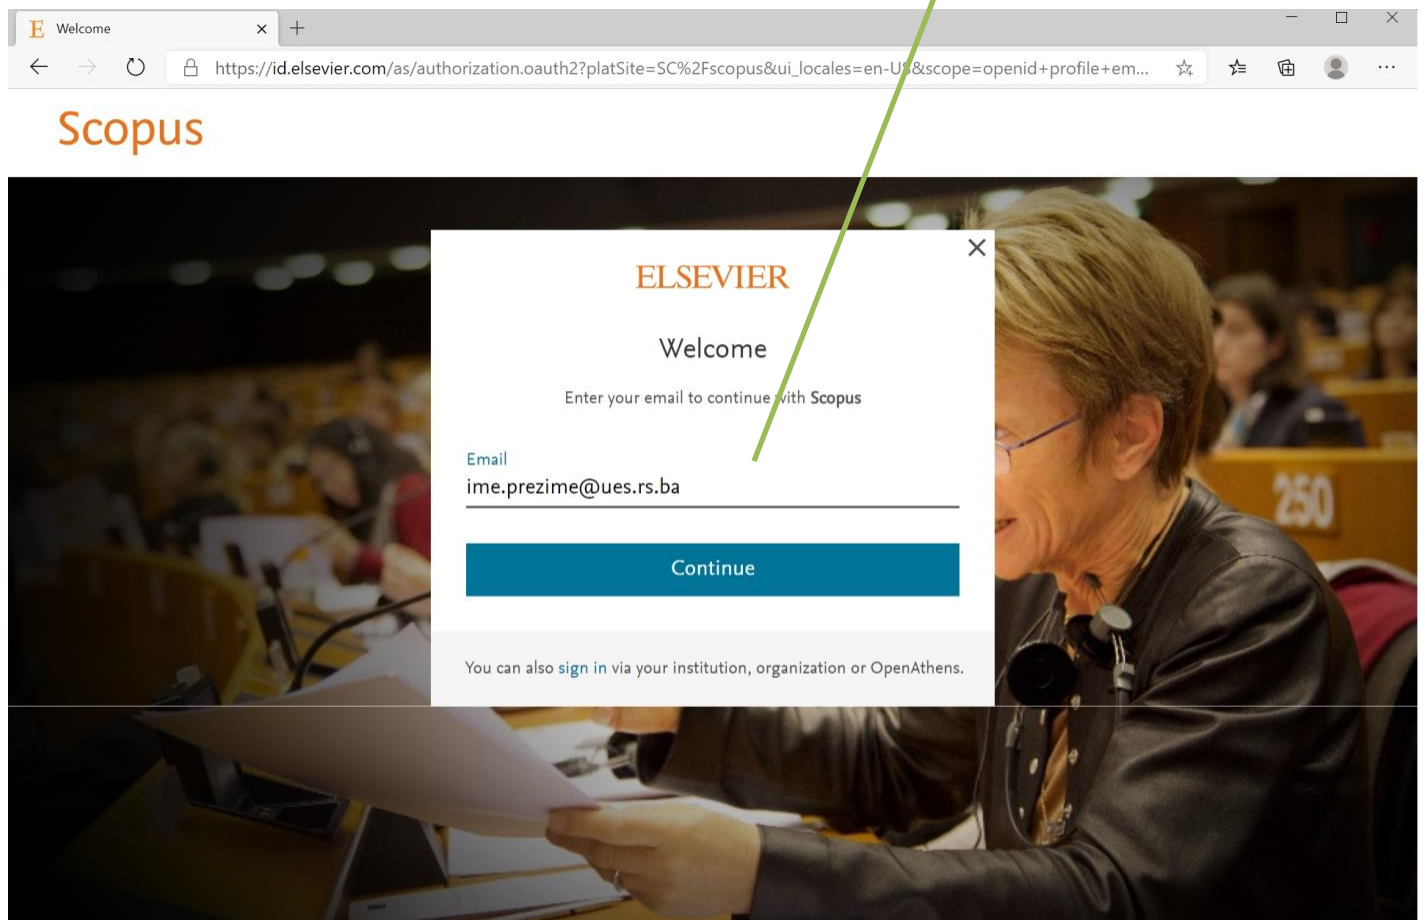 E Welcome
https://id.elsevier.com/as/authorization.oauth2?platSite=SC%2Fscopus&ui_locales=en-US&scope=openid+profile+em...
Scopus
ELSEVIER
Welcome
Enter your email to continue with Scopus
Email
ime.prezime@ues.rs.ba
Continue
You can also sign in via your institution, organization or OpenAthens.
250